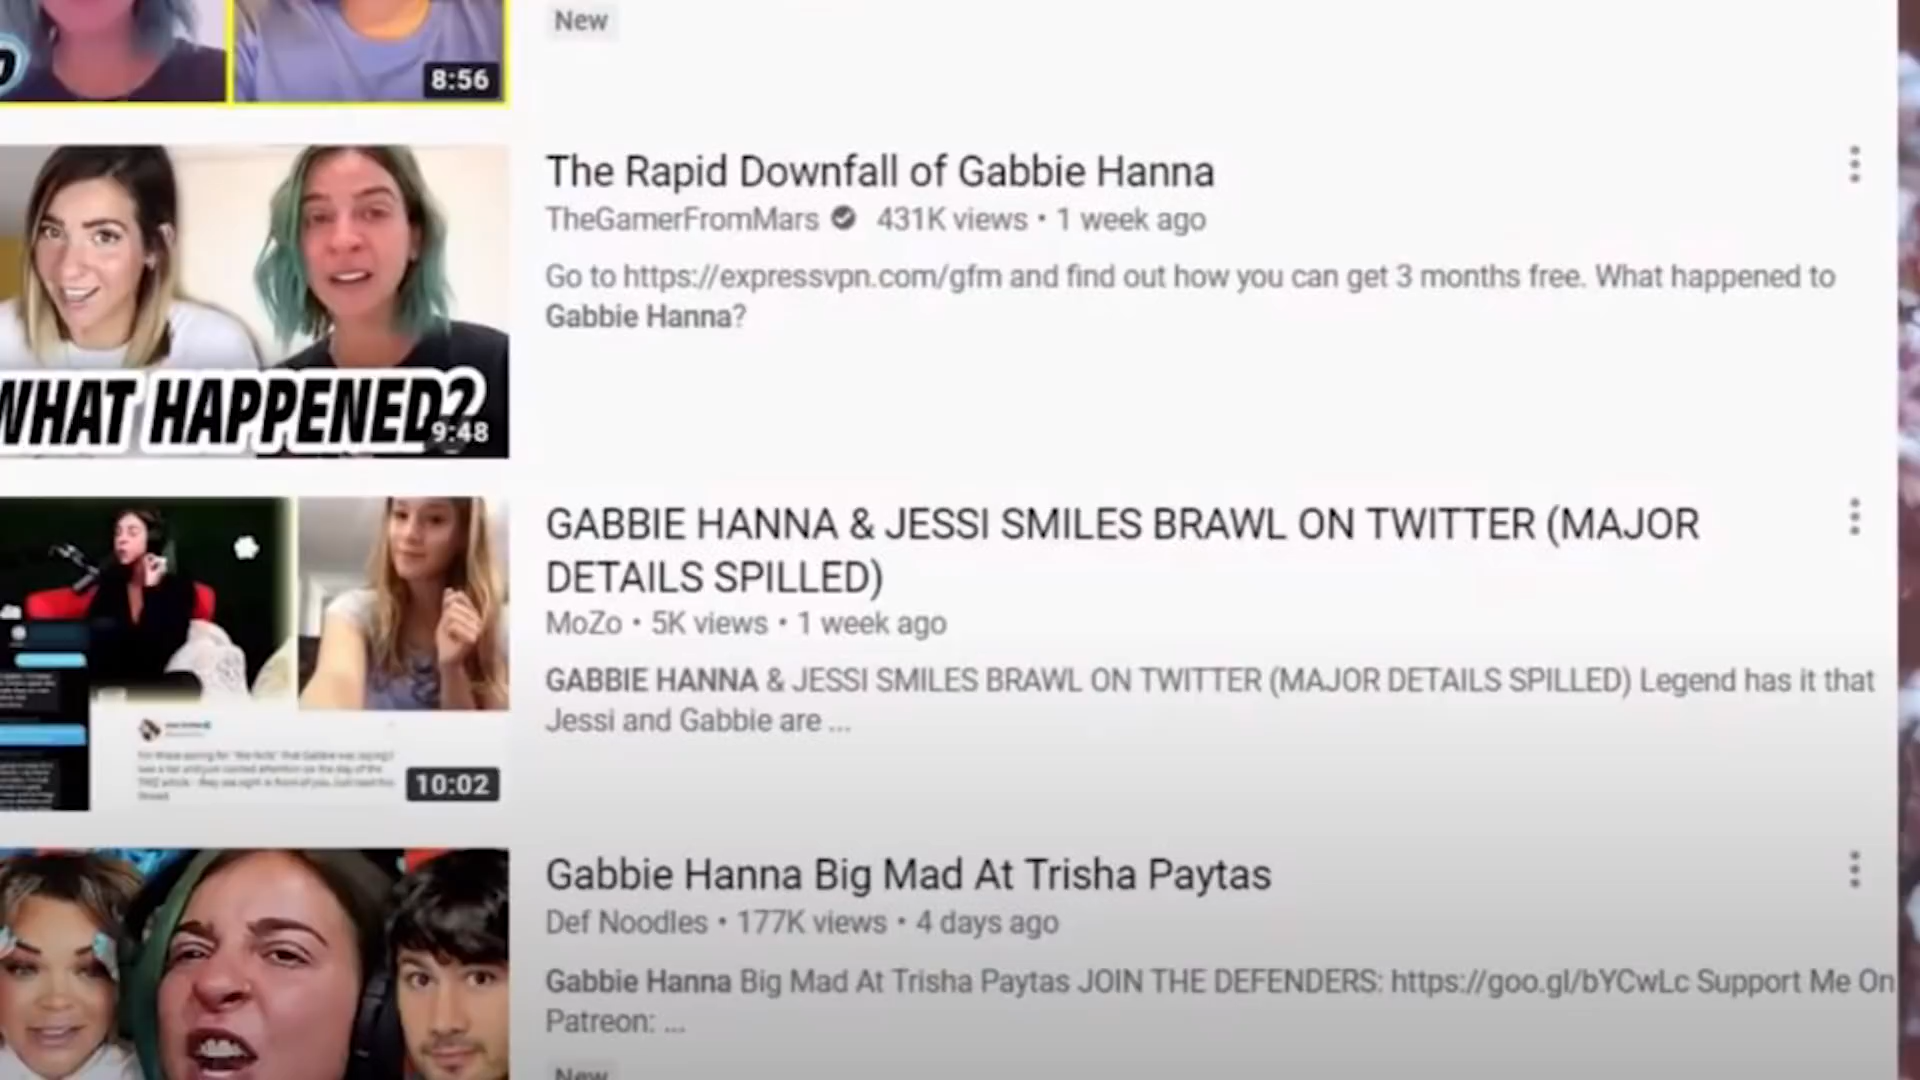 New
8:56
The Rapid Downfall of Gabbie Hanna
TheGamerFromMars 431K views • 1 week ago
Go to https://expressvpn.com/gfm and find out how you can get 3 months free. What happened to
Gabbie Hanna?
WHAT HAPPENED?
9:48
GABBIE HANNA & JESSI SMILES BRAWL ON TWITTER (MAJOR
DETAILS SPILLED)
MoZo • 5K views • 1 week ago
GABBIE HANNA & JESSI SMILES BRAWL ON TWITTER (MAJOR DETAILS SPILLED) Legend has it that
Jessi and Gabbie are ...
10:02
Gabbie Hanna Big Mad At Trisha Paytas
Def Noodles • 177K views • 4 days ago
Gabbie Hanna Big Mad At Trisha Paytas JOIN THE DEFENDERS: https://goo.gl/bYCwLc Support Me On
Patreon: ...
New